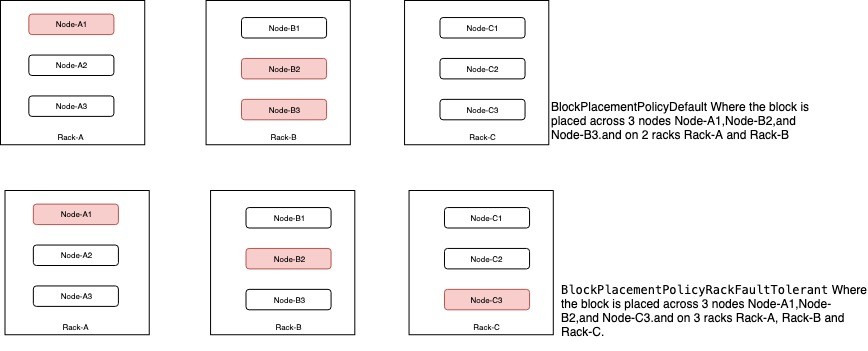 Node-A1
Node-A2
Node-A3
Rack-A
Node-B1
Node-B2
Node-B3
Rack-B
Node-C1
Node-C2
Node-C3
Rack-C
BlockPlacementPolicyDefault Where the block is
placed across 3 nodes Node-A1,Node-B2,and
Node-B3.and on 2 racks Rack-A and Rack-B
Node-A1
Node-A2
Node-A3
Rack-A
Node-B1
Node-B2
Node-B3
Rack-B
Node-C1
Node-C2
Node-C3
Rack-C
BlockPlacementPolicyRackFaultTolerant Where
the block is placed across 3 nodes Node-A1,Node-
B2,and Node-C3.and on 3 racks Rack-A, Rack-B and
Rack-C.